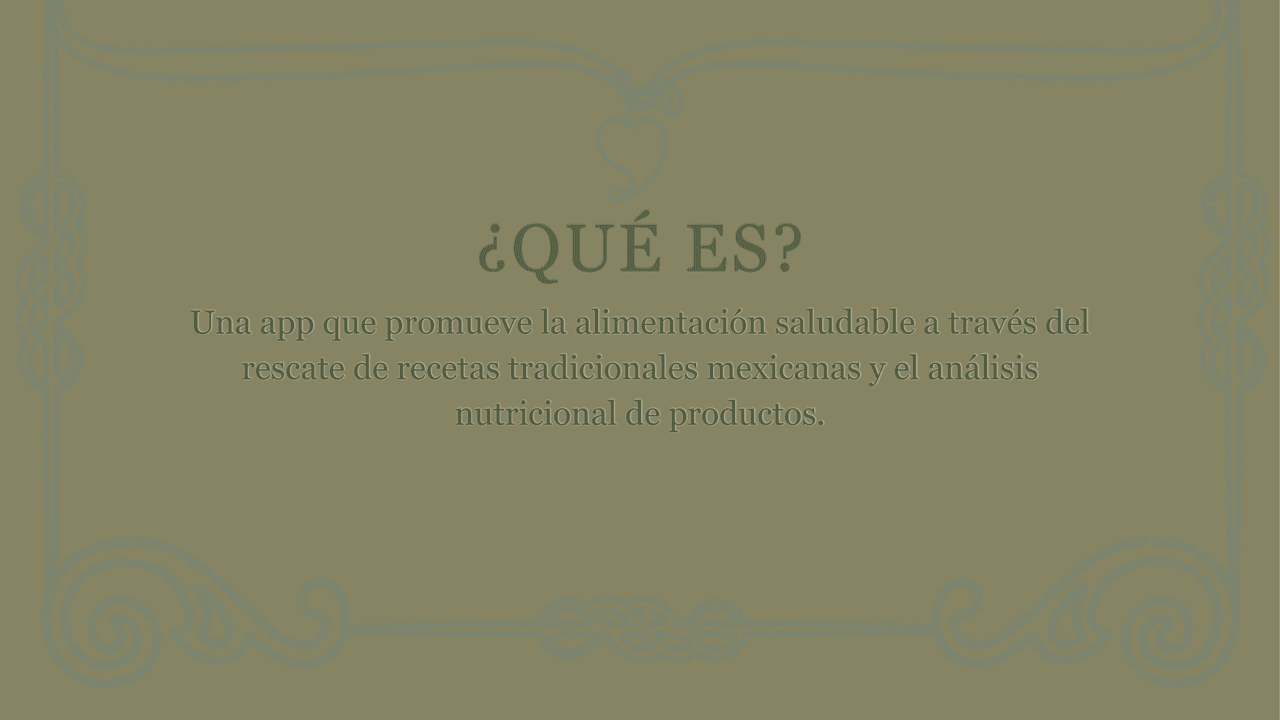 ¿QUÉ ES?
Una app que promueve la alimentación saludable a través del
rescate de recetas tradicionales mexicanas y el análisis
nutricional de productos.